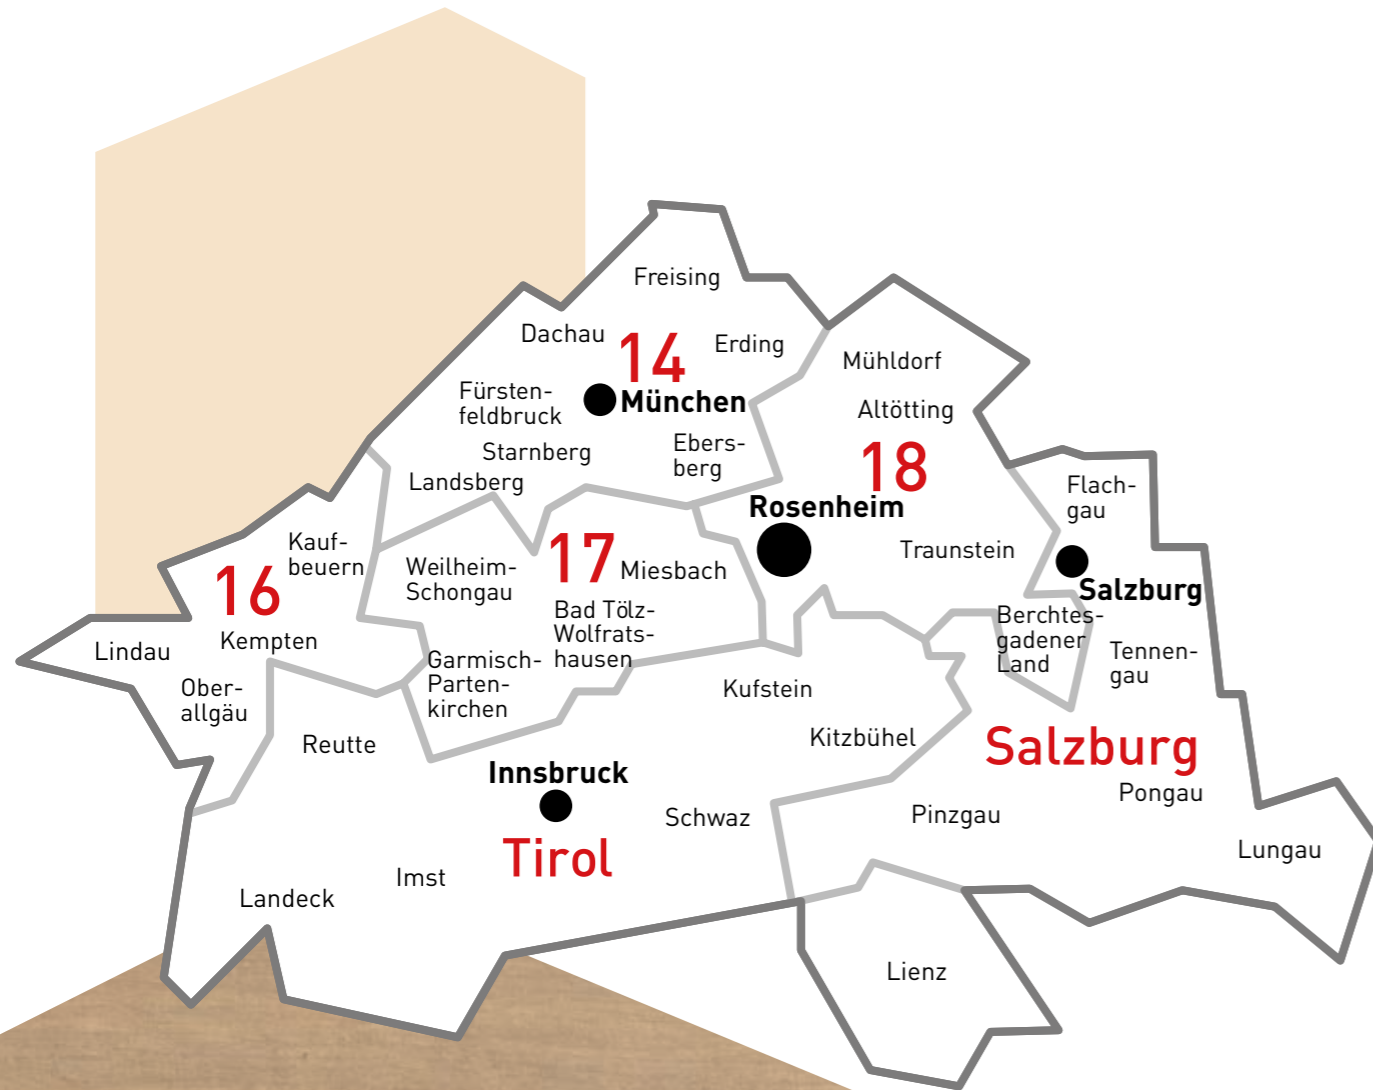 Freising
Dachau
14
Erding
Mühldorf
Fürsten-
feldbruck
München
Altötting
Starnberg
Ebers-
berg
Landsberg
18
Flach-
gau
Rosenheim
Kauf-
beuern
Weilheim-
Schongau
17
Miesbach
Traunstein
16
Salzburg
Bad Tölz-
Wolfrats-
hausen
Berchtes-
gadener
Land
Kempten
Lindau
Tennen-
gau
Garmisch-
Parten-
kirchen
Ober-
allgäu
Kufstein
Reutte
Kitzbühel
Salzburg
Innsbruck
Pongau
Schwaz
Pinzgau
Tirol
Lungau
Imst
Landeck
Lienz